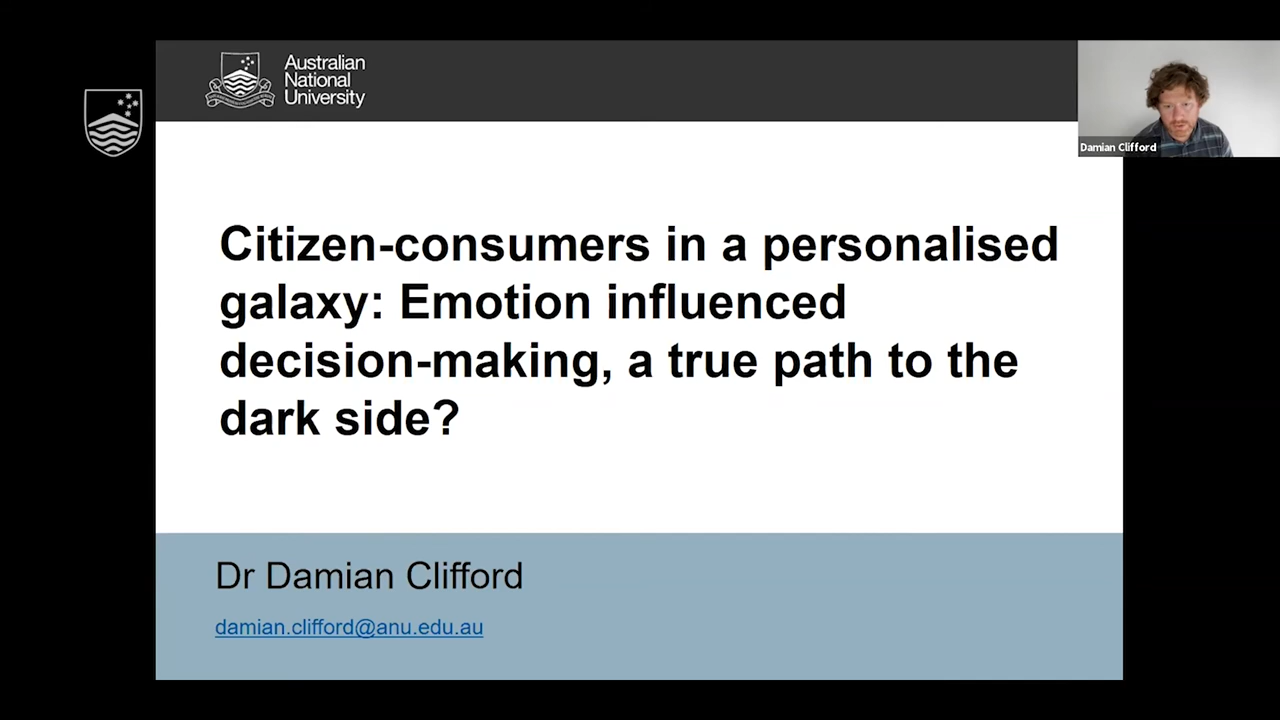 Australian
National
University
Damian Clifford
Citizen-consumers in a personalised
galaxy: Emotion influenced
decision-making, a true path to the
dark side?
Dr Damian Clifford
damian.clifford@anu.edu.au